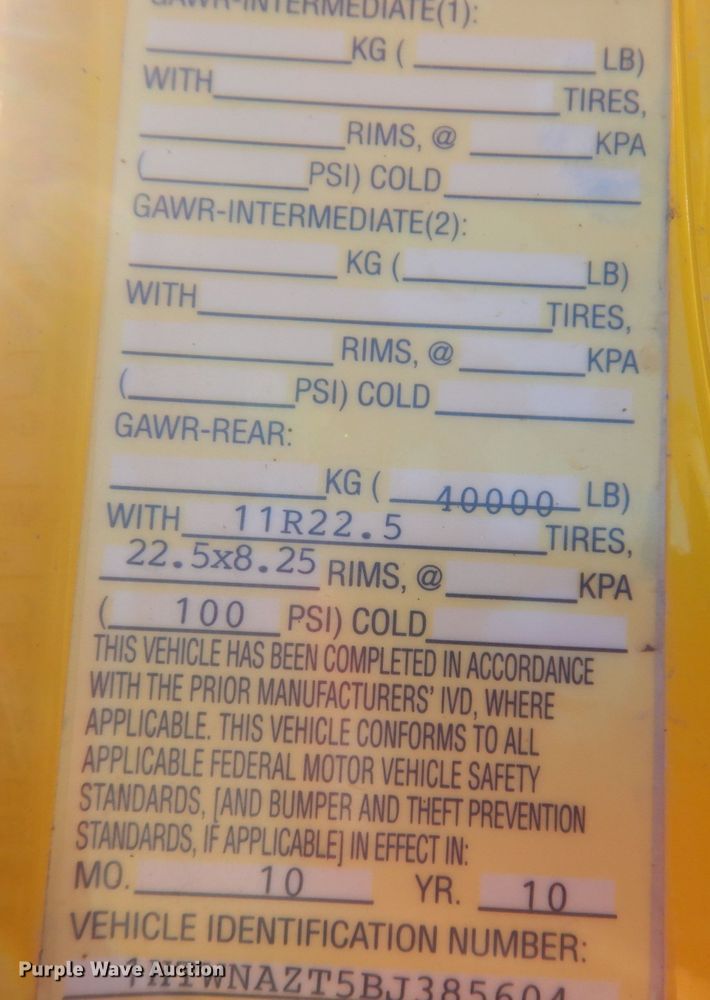 GAWR-INTERMEDIATE(1):
KG ( LB)
WITH TIRES,
RIMS, @ KPA
( PSI) COLD
GAWR-INTERMEDIATE(2):
KG ( LB)
WITH TIRES,
RIMS, @ KPA
( PSI) COLD
GAWR-REAR:
KG ( 40000 LB)
WITH 11R22.5 TIRES,
22.5x8.25 RIMS, @ KPA
( 100 PSI) COLD
THIS VEHICLE HAS BEEN COMPLETED IN ACCORDANCE
WITH THE PRIOR MANUFACTURERS' IVD, WHERE
APPLICABLE. THIS VEHICLE CONFORMS TO ALL
APPLICABLE FEDERAL MOTOR VEHICLE SAFETY
STANDARDS, [AND BUMPER AND THEFT PREVENTION
STANDARDS, IF APPLICABLE] IN EFFECT IN:
MO. 10 YR. 10
VEHICLE IDENTIFICATION NUMBER:
1HTWNAZT5BJ385604
Purple Wave Auction